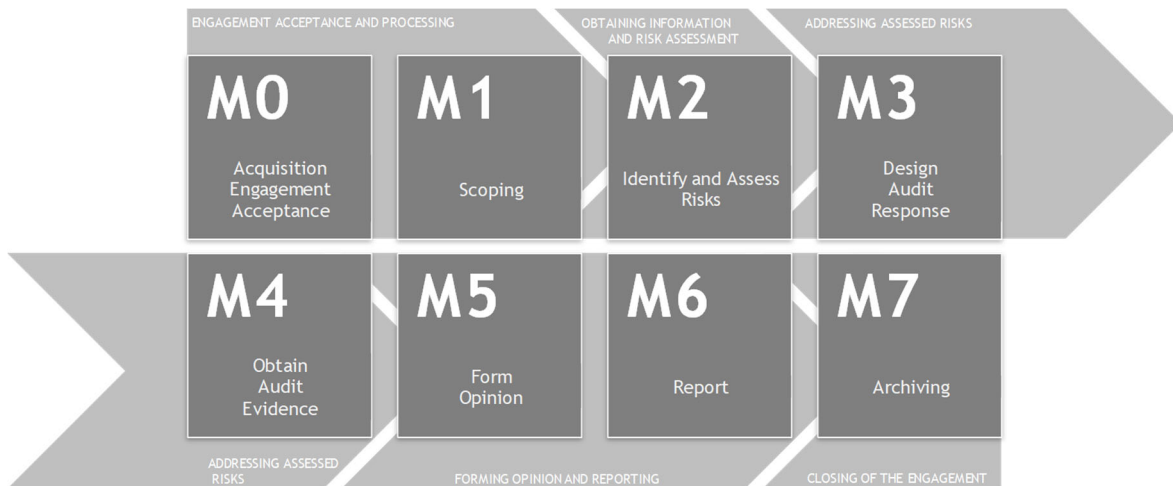 ENGAGEMENT ACCEPTANCE AND PROCESSING
OBTAINING INFORMATION
AND RISK ASSESSMENT
ADDRESSING ASSESSED RISKS
M0
Acquisition
Engagement
Acceptance
M1
Scoping
M2
Identify and Assess
Risks
M3
Design
Audit
Response
M4
Obtain
Audit
Evidence
M5
Form
Opinion
M6
Report
M7
Archiving
ADDRESSING ASSESSED
RISKS
FORMING OPINION AND REPORTING
CLOSING OF THE ENGAGEMENT